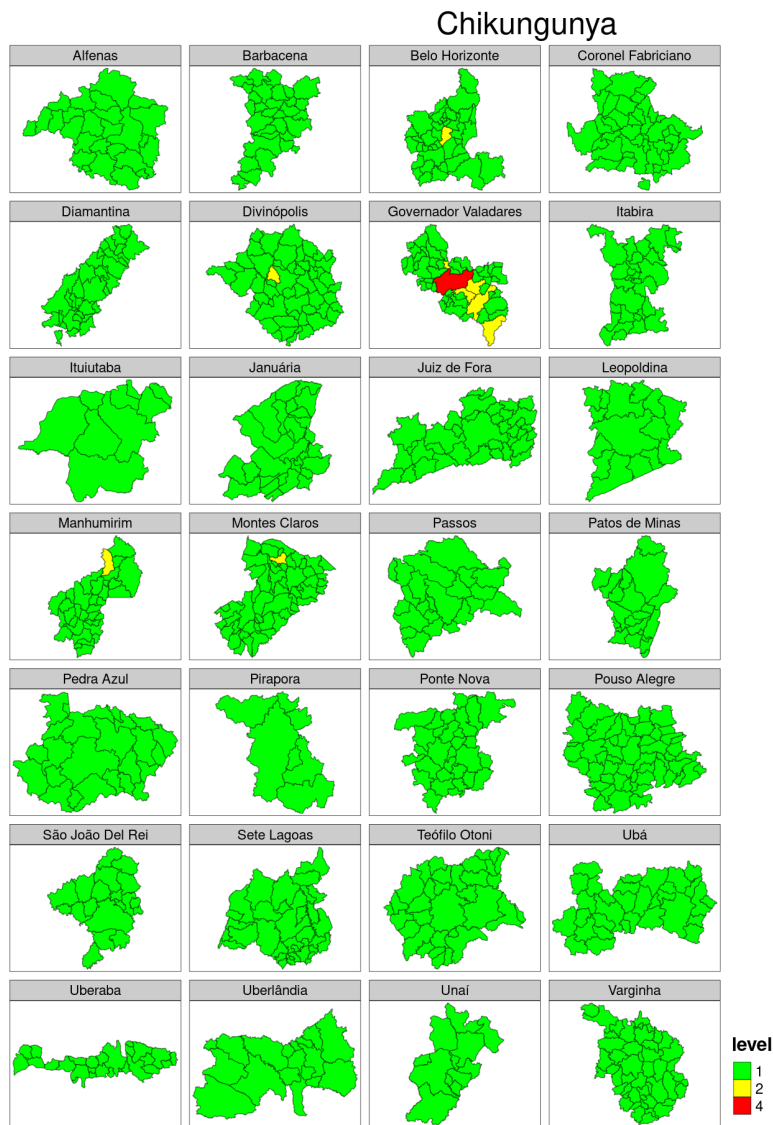 Chikungunya
Alfenas
Barbacena
Belo Horizonte
Coronel Fabriciano
Diamantina
Divinópolis
Governador Valadares
Itabira
Ituiutaba
Januária
Juiz de Fora
Leopoldina
Manhumirim
Montes Claros
Passos
Patos de Minas
Pedra Azul
Pirapora
Ponte Nova
Pouso Alegre
São João Del Rei
Sete Lagoas
Teófilo Otoni
Ubá
Uberaba
Uberlândia
Unaí
Varginha
level
1
2
4